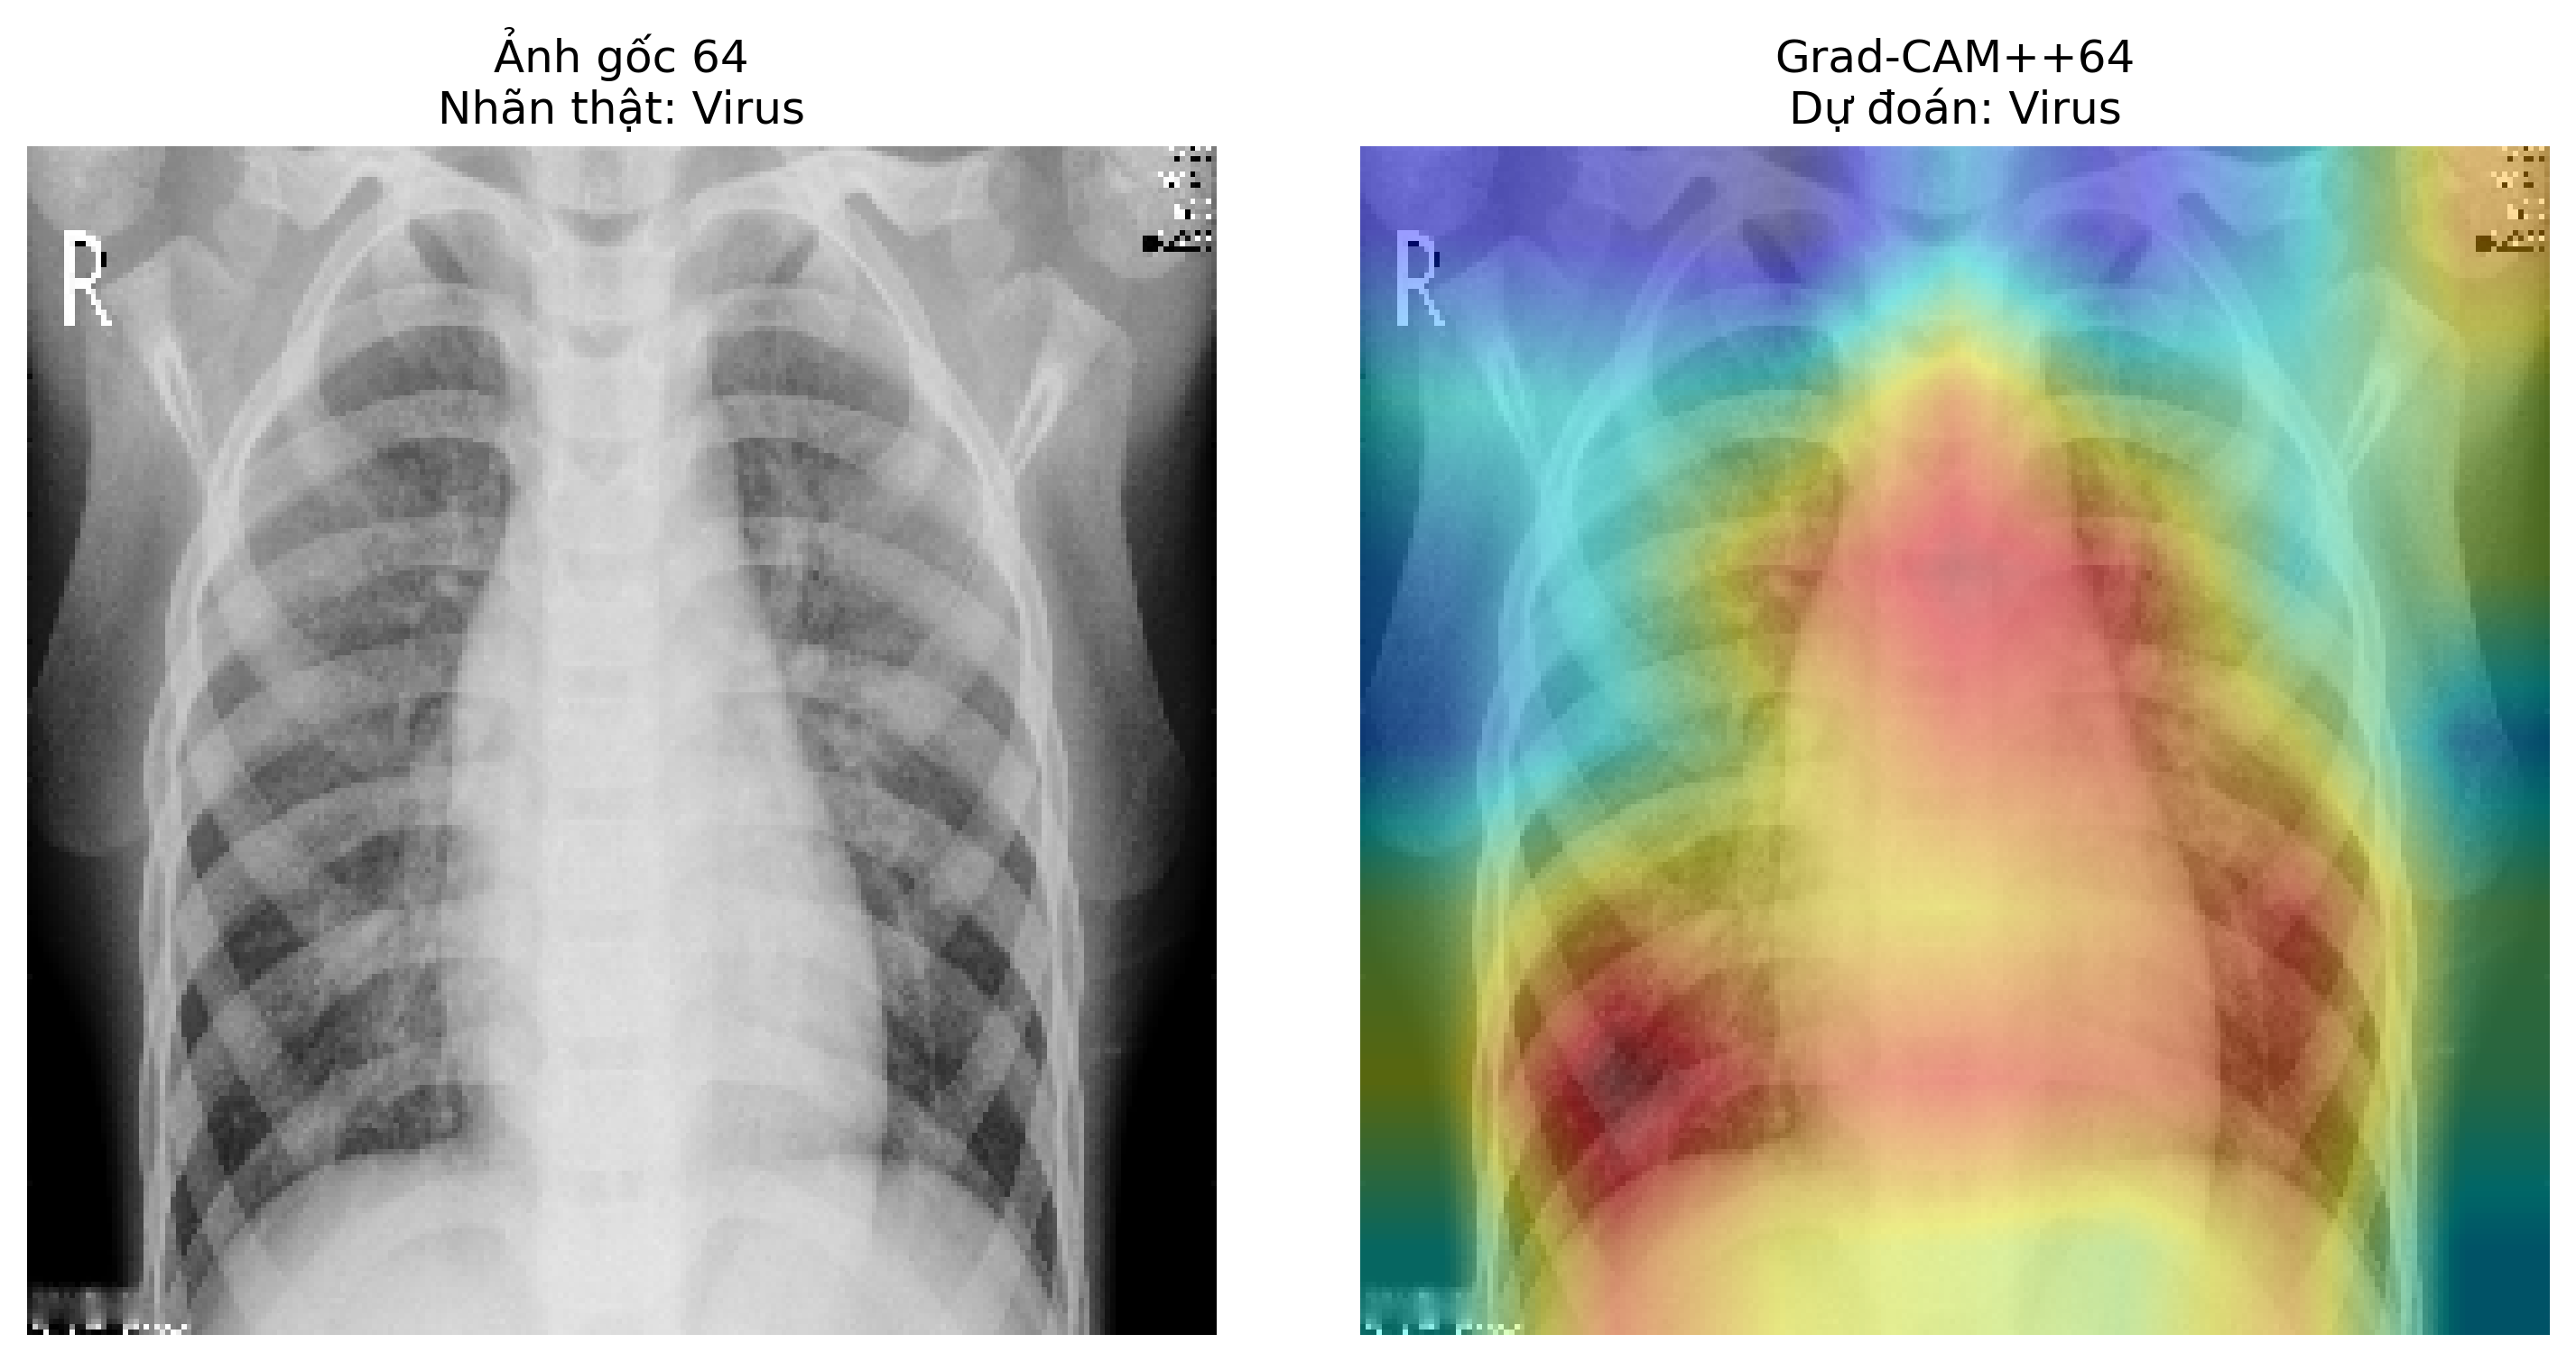 Ảnh gốc 64
Nhãn thật: Virus
Grad-CAM++64
Dự đoán: Virus
R
R